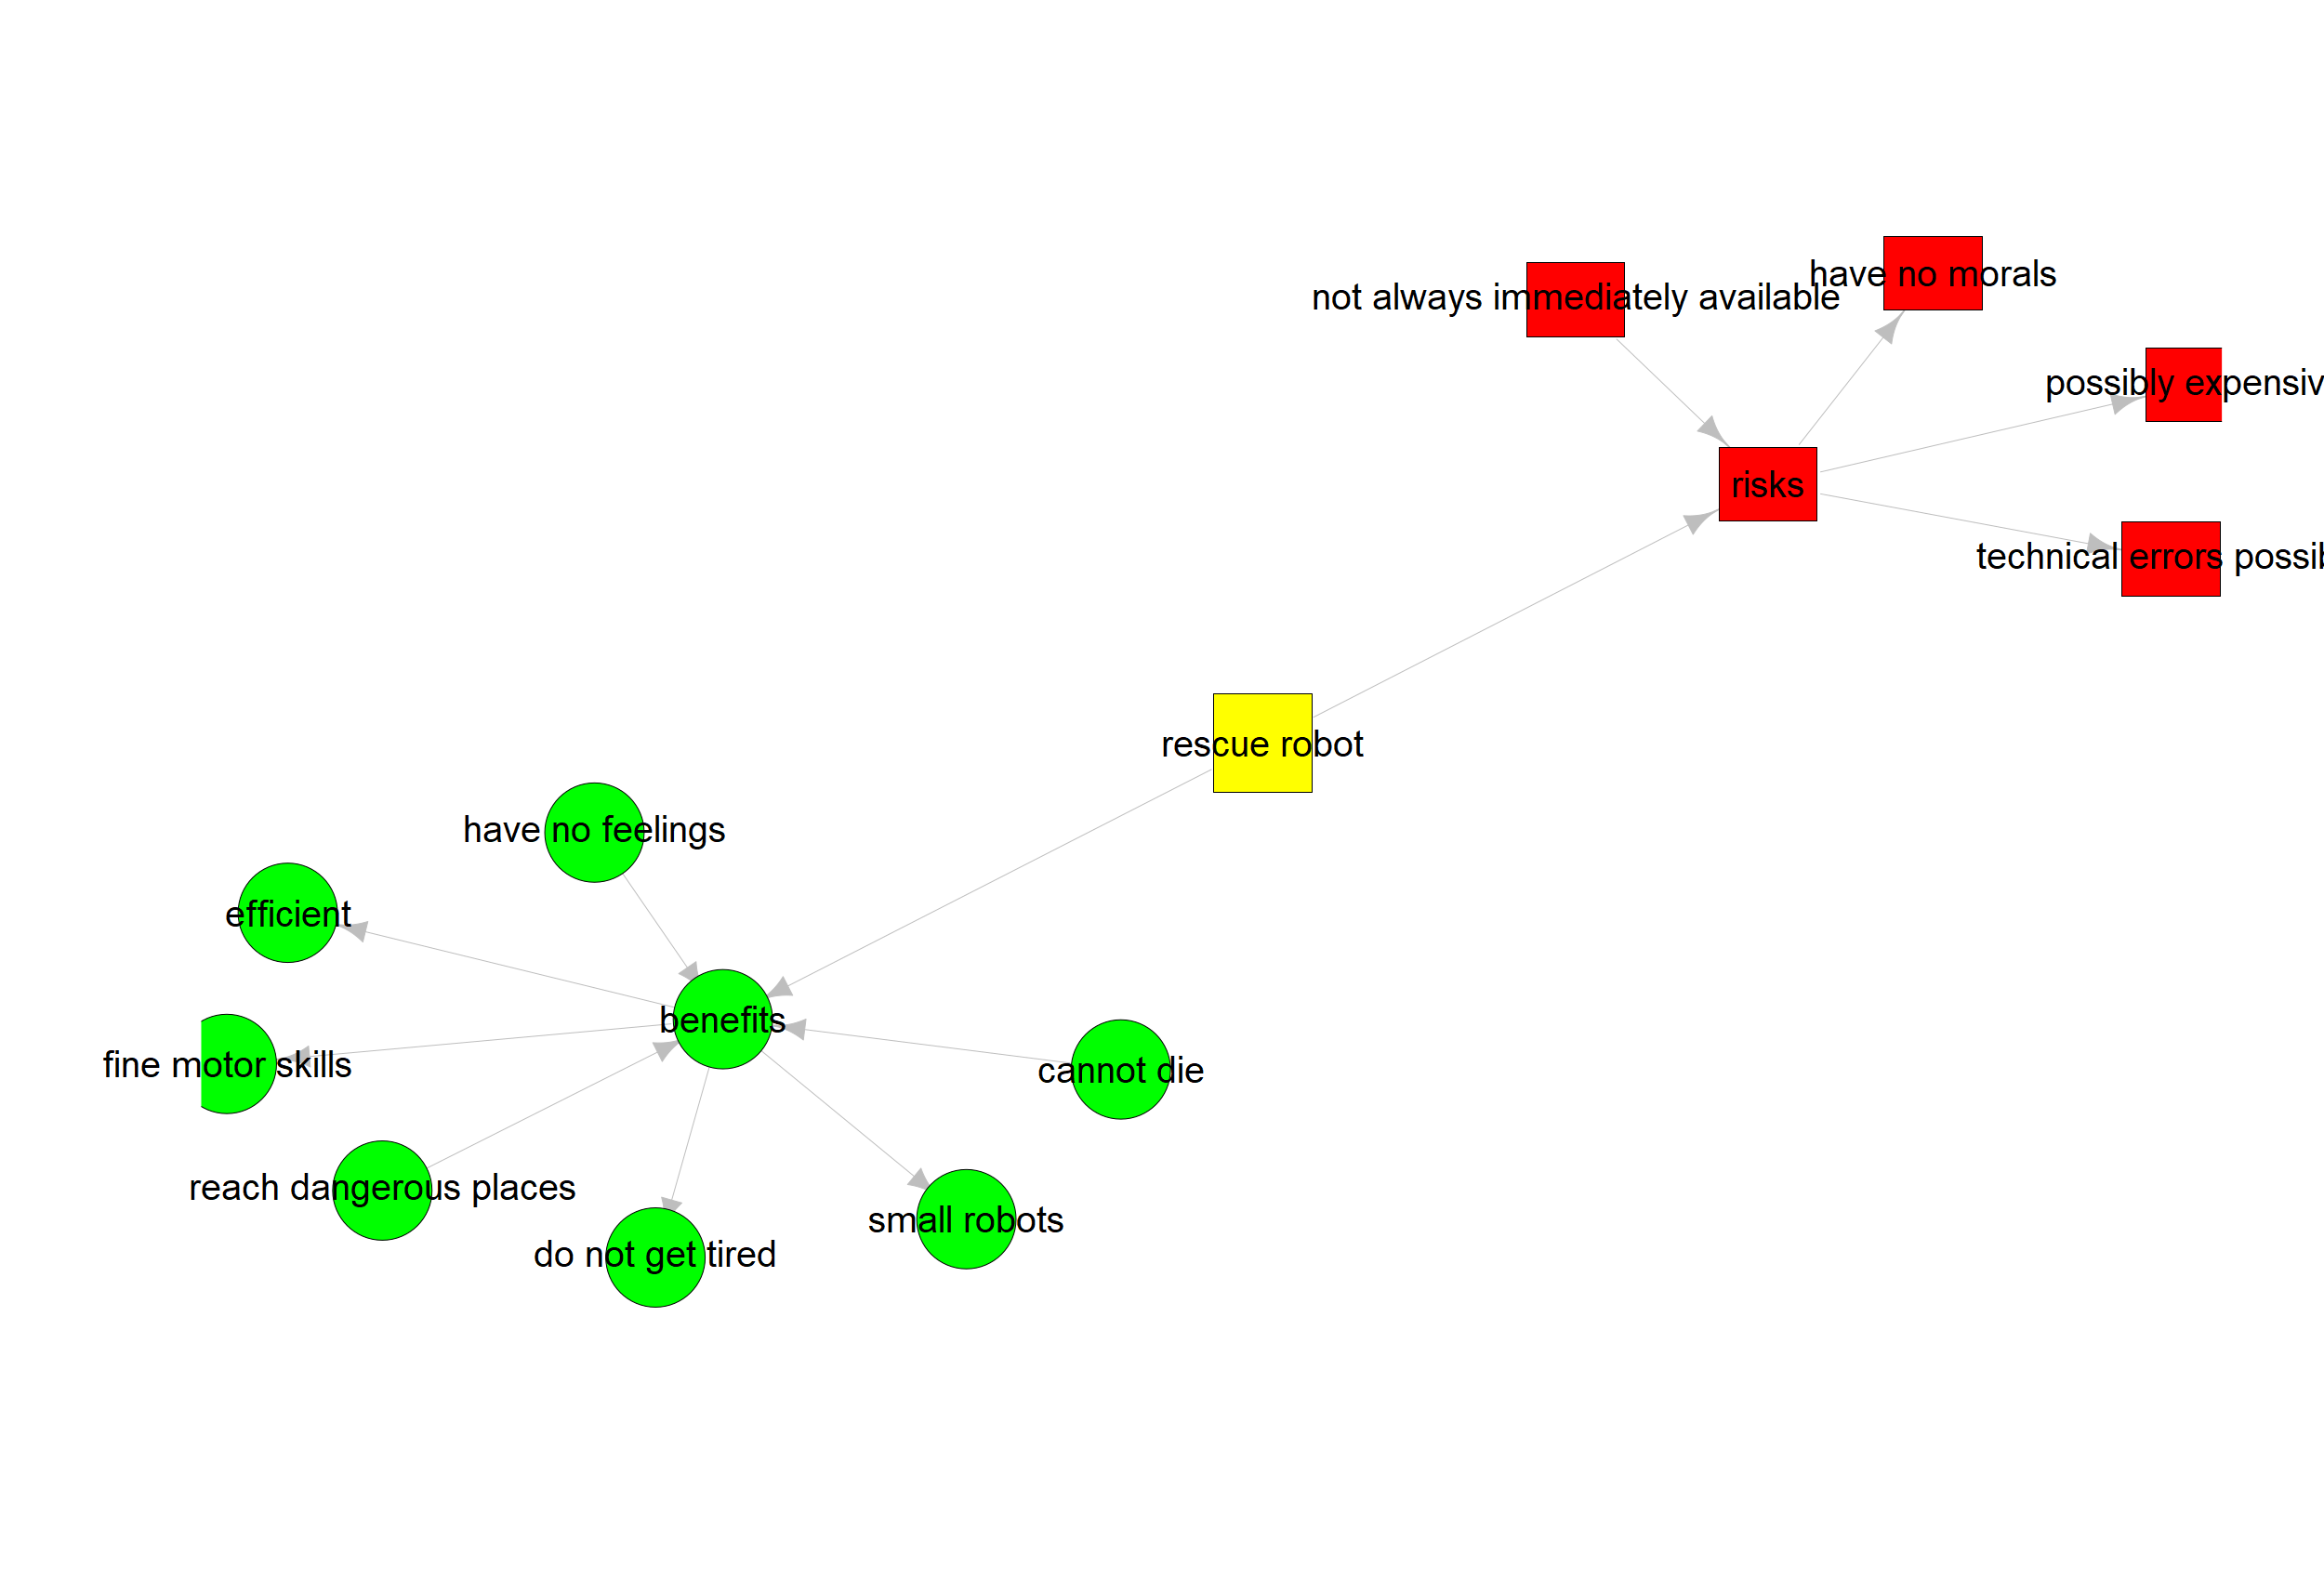 have no morals
not always immediately available
possibly expensiv
risks
technical errors possib
rescue robot
have no feelings
efficient
benefits
fine motor skills
cannot die
reach dangerous places
small robots
do not get tired